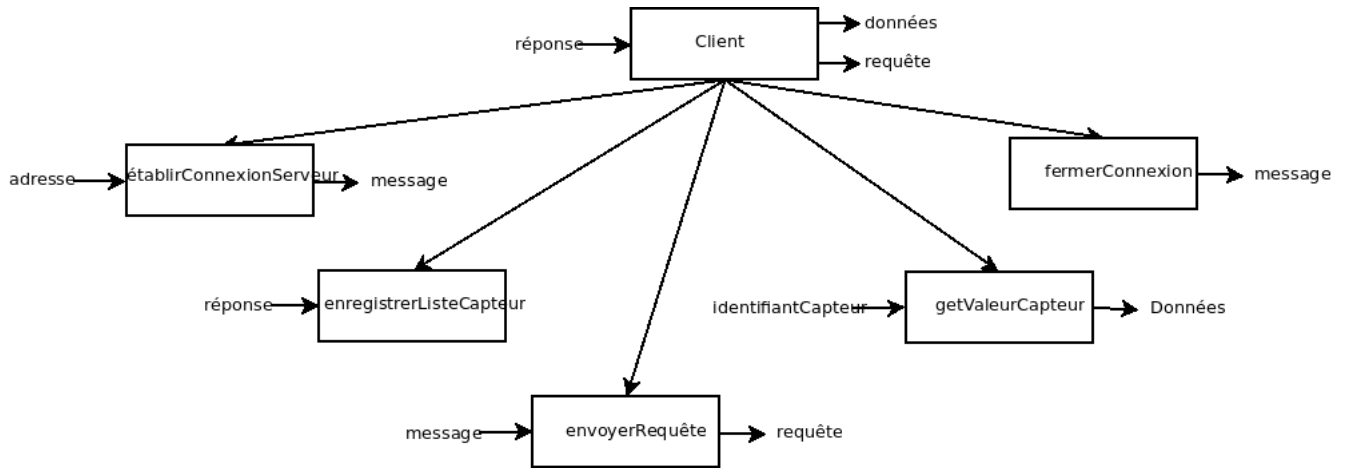 données
réponse
Client
requête
adresse
établirConnexionServeur
message
fermerConnexion
message
réponse
enregistrerListeCapteur
identifiantCapteur
getValeurCapteur
Données
message
envoyerRequête
requête